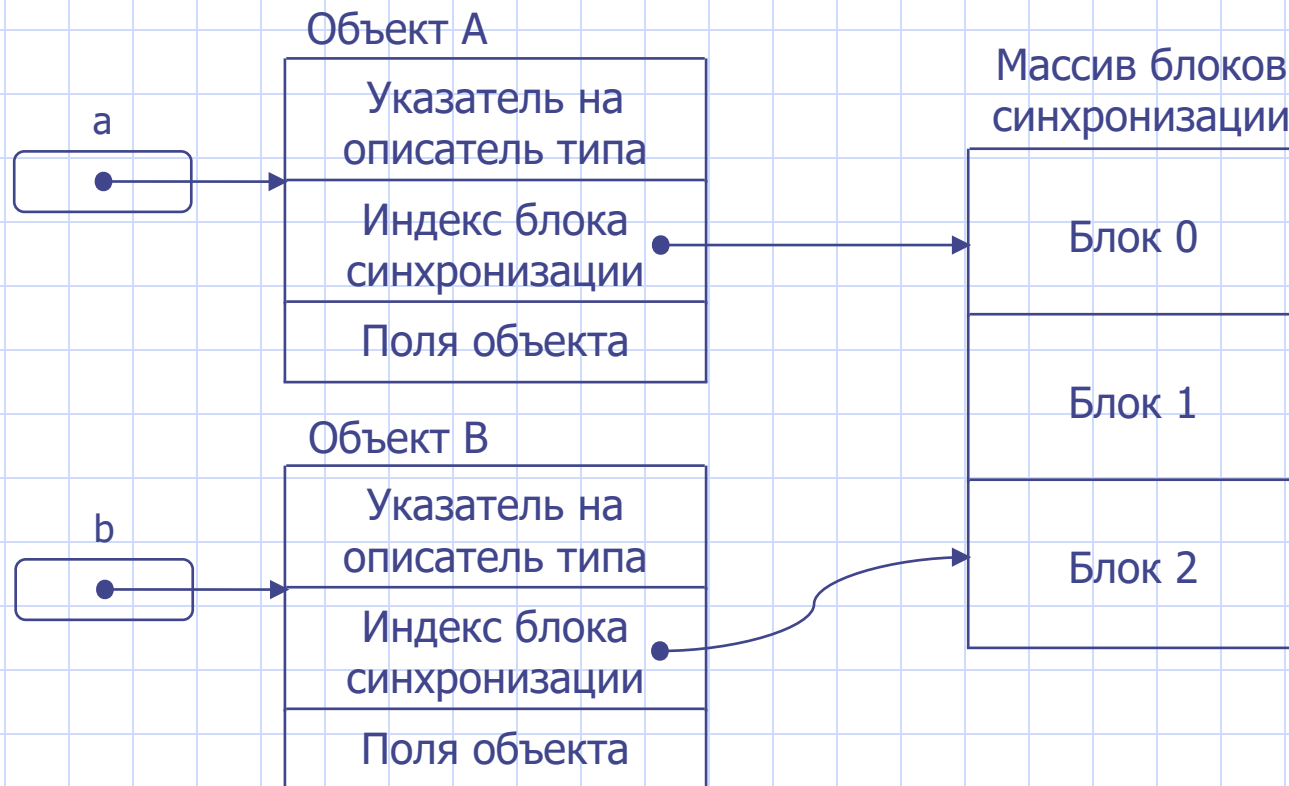 Объект A
a
Указатель на
описатель типа
Индекс блока
синхронизации
Поля объекта
Объект B
b
Указатель на
описатель типа
Индекс блока
синхронизации
Поля объекта
Массив блоков
синхронизации
Блок 0
Блок 1
Блок 2